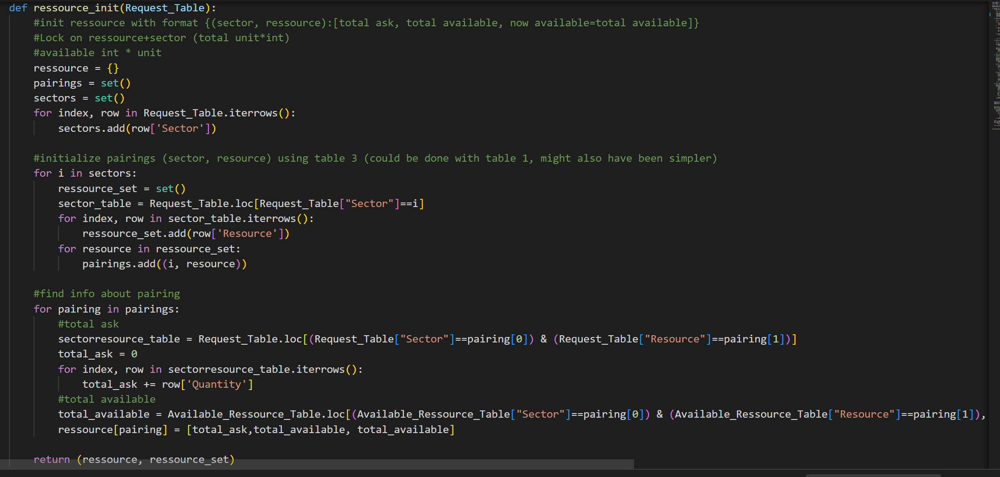 def ressource_init(Request_Table):
    #init ressource with format {(sector, ressource):[total ask, total available, now available=total available]}
    #Lock on ressource+sector (total unit*int)
    #available int * unit
    ressource = {}
    pairings = set()
    sectors = set()
    for index, row in Request_Table.iterrows():
        sectors.add(row['Sector'])
    #initialize pairings (sector, resource) using table 3 (could be done with table 1, might also have been simpler)
    for i in sectors:
        ressource_set = set()
        sector_table = Request_Table.loc[Request_Table["Sector"]==i]
        for index, row in sector_table.iterrows():
            ressource_set.add(row['Resource'])
        for resource in ressource_set:
            pairings.add((i, resource))
    #find info about pairing
    for pairing in pairings:
        #total ask
        sectorresource_table = Request_Table.loc[(Request_Table["Sector"]==pairing[0]) & (Request_Table["Resource"]==pairing[1])]
        total_ask = 0
        for index, row in sectorresource_table.iterrows():
            total_ask += row['Quantity']
        #total available
        total_available = Available_Ressource_Table.loc[(Available_Ressource_Table["Sector"]==pairing[0]) & (Available_Ressource_Table["Resource"]==pairing[1]),
        ressource[pairing] = [total_ask,total_available, total_available]
    return (ressource, ressource_set)